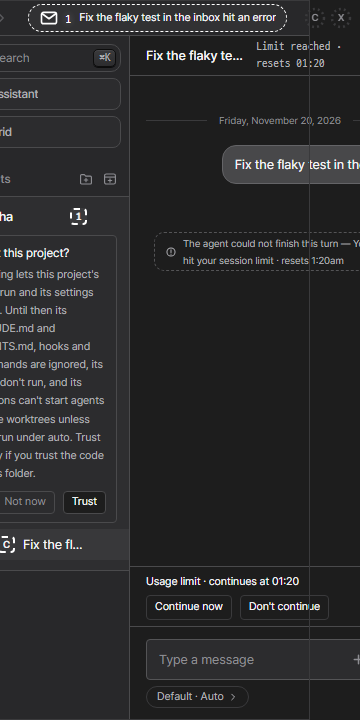 1 Fix the flaky test in the inbox hit an error
C X
earch ⌘K
Fix the flaky te... Limit reached ·
resets 01:20
ssistant
rid
Friday, November 20, 2026
ts
Fix the flaky test in the
ha 1
t this project?
ing lets this project's
run and its settings
. Until then its
UDE.md and
NTS.md, hooks and
mands are ignored, its
don't run, and its
ons can't start agents
e worktrees unless
run under auto. Trust
y if you trust the code
s folder.
Not now Trust
The agent could not finish this turn — Yo
hit your session limit · resets 1:20am
C Fix the fl...
Usage limit · continues at 01:20
Continue now Don't continue
Type a message +
Default · Auto >